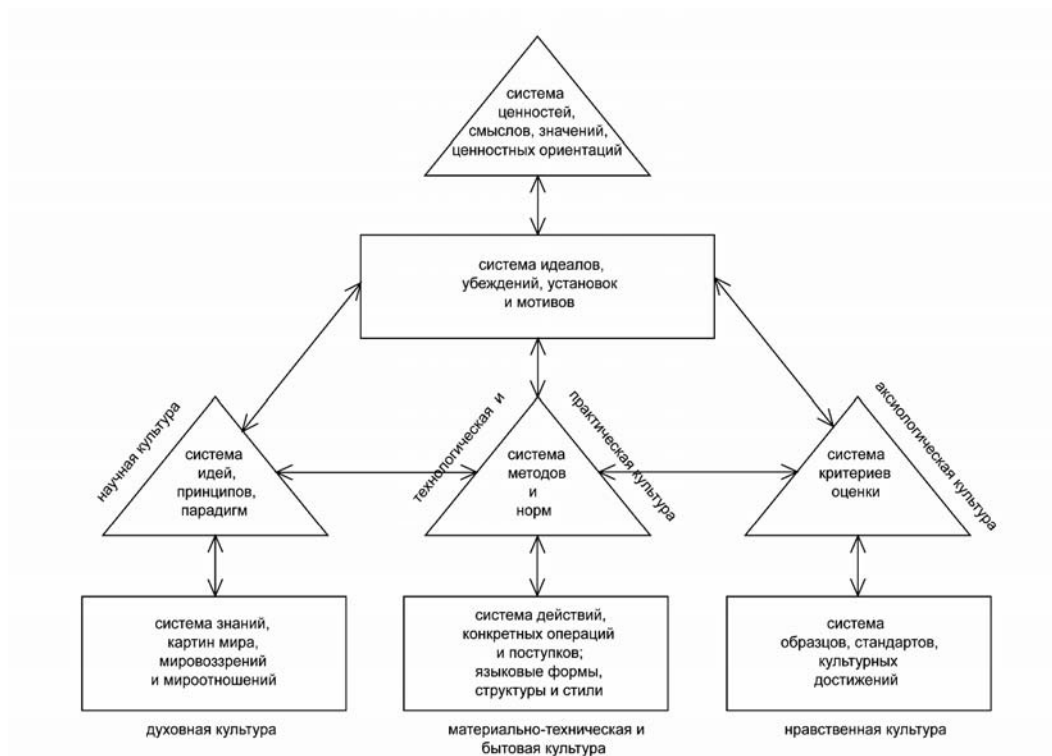 система
ценностей,
смыслов, значений,
ценностных ориентаций
система идеалов,
убеждений, установок
и мотивов
научная культура
система
идей,
принципов,
парадигм
технологическая и
система
методов
и
норм
практическая культура
система
критериев
оценки
аксиологическая культура
система знаний,
картин мира,
мировоззрений
и мироотношений
система действий,
конкретных операций
и поступков;
языковые формы,
структуры и стили
система
образцов, стандартов,
культурных
достижений
духовная культура
материально-техническая и
бытовая культура
нравственная культура